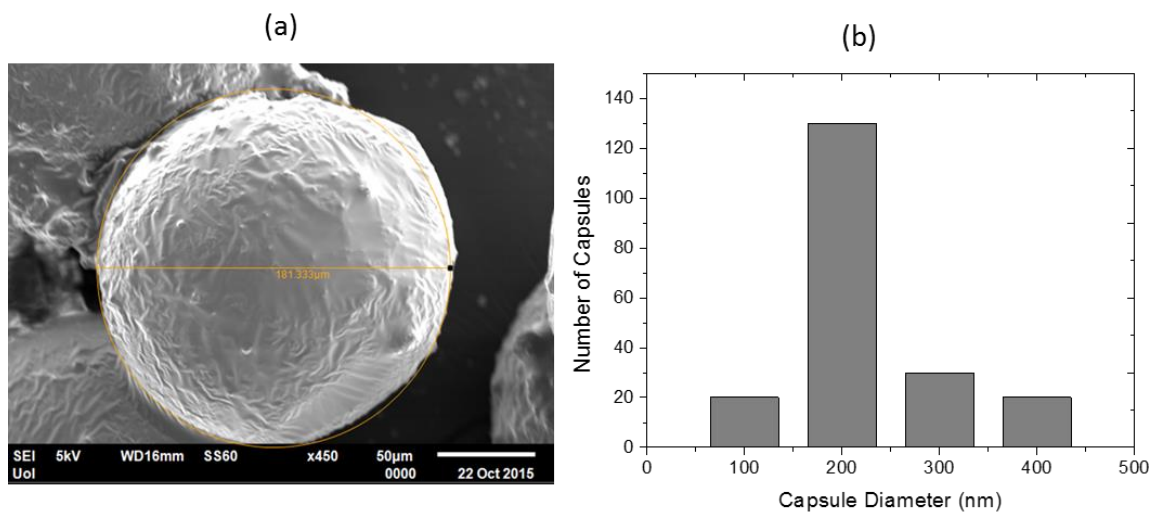 (a)
181 333µm
SEI 5kV WD16mm SS60 x450 50µm
UoI 0000 22 Oct 2015
(b)
140
120
100
80
60
40
20
0
Number of Capsules
0 100 200 300 400 500
Capsule Diameter (nm)